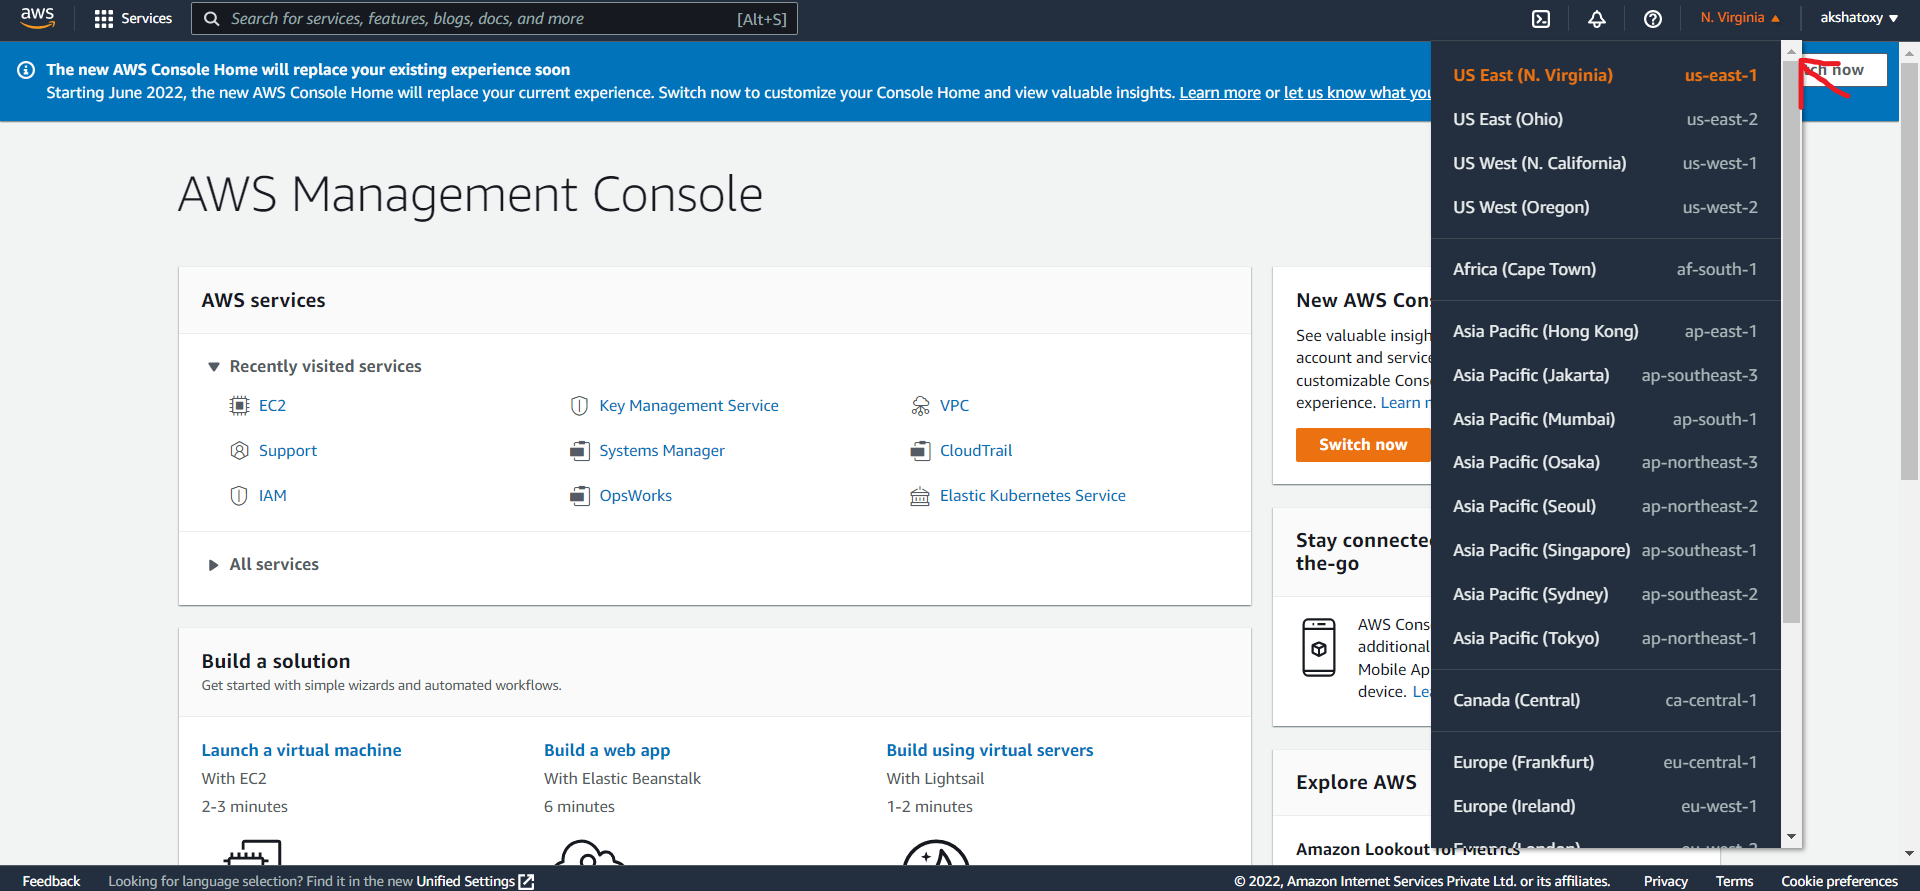 aws
Services
Search for services, features, blogs, docs, and more
[Alt+S]
N. Virginia
akshatoxy
The new AWS Console Home will replace your existing experience soon
Starting June 2022, the new AWS Console Home will replace your current experience. Switch now to customize your Console Home and view valuable insights. Learn more or let us know what you
now
AWS Management Console
AWS services
Recently visited services
EC2
Key Management Service
VPC
Support
Systems Manager
CloudTrail
IAM
OpsWorks
Elastic Kubernetes Service
All services
Build a solution
Get started with simple wizards and automated workflows.
Launch a virtual machine
With EC2
2-3 minutes
Build a web app
With Elastic Beanstalk
6 minutes
Build using virtual servers
With Lightsail
1-2 minutes
New AWS Con
See valuable insigh
account and service
customizable Cons
experience. Learn
Switch now
Stay connecte
the-go
AWS Cons
additional
Mobile Ap
device. Le
Explore AWS
Amazon Lookout for Metrics
US East (N. Virginia) us-east-1
US East (Ohio) us-east-2
US West (N. California) us-west-1
US West (Oregon) us-west-2
Africa (Cape Town) af-south-1
Asia Pacific (Hong Kong) ap-east-1
Asia Pacific (Jakarta) ap-southeast-3
Asia Pacific (Mumbai) ap-south-1
Asia Pacific (Osaka) ap-northeast-3
Asia Pacific (Seoul) ap-northeast-2
Asia Pacific (Singapore) ap-southeast-1
Asia Pacific (Sydney) ap-southeast-2
Asia Pacific (Tokyo) ap-northeast-1
Canada (Central) ca-central-1
Europe (Frankfurt) eu-central-1
Europe (Ireland) eu-west-1
Europe (London) eu-west-2
Feedback
Looking for language selection? Find it in the new Unified Settings
© 2022, Amazon Internet Services Private Ltd. or its affiliates.
Privacy
Terms
Cookie preferences